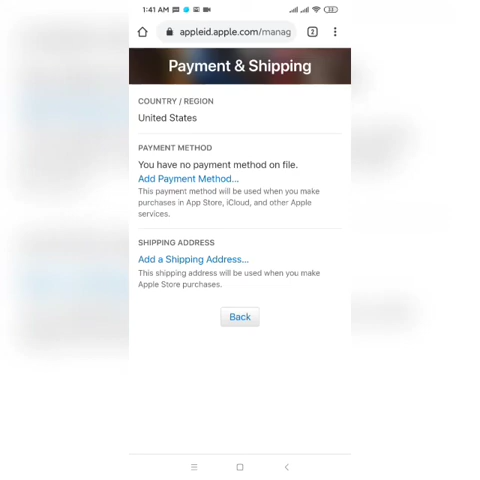 1:41 AM
33
appleid.apple.com/manag
2
Payment & Shipping
COUNTRY / REGION
United States
PAYMENT METHOD
You have no payment method on file.
Add Payment Method...
This payment method will be used when you make
purchases in App Store, iCloud, and other Apple
services.
SHIPPING ADDRESS
Add a Shipping Address...
This shipping address will be used when you make
Apple Store purchases.
Back